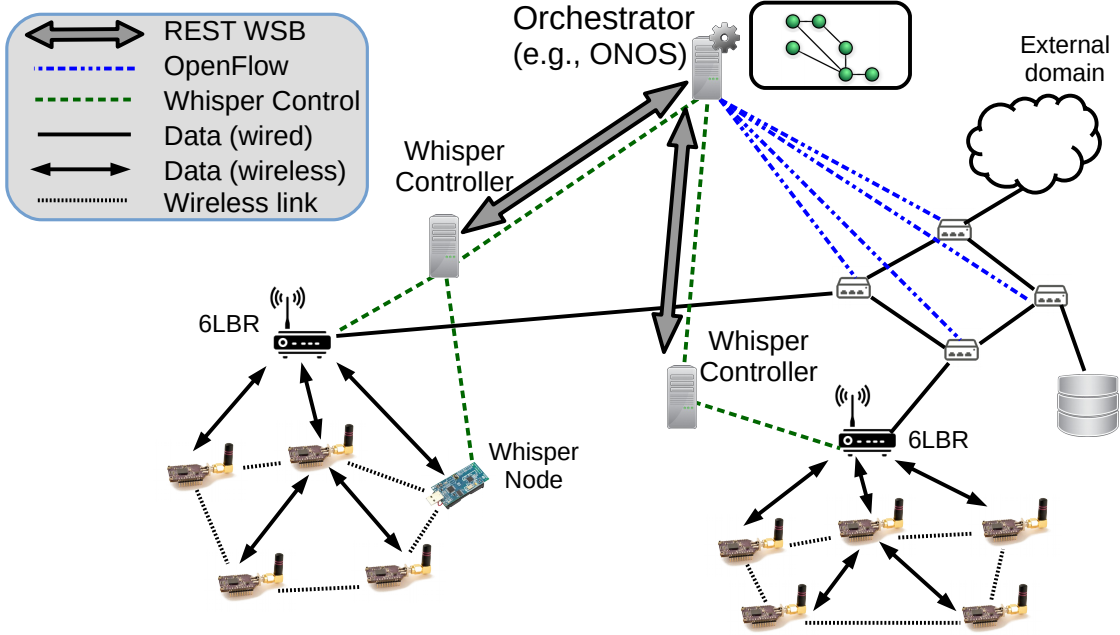 REST WSB
OpenFlow
Whisper Control
Data (wired)
Data (wireless)
Wireless link
Orchestrator
(e.g., ONOS)
External
domain
Whisper
Controller
6LBR
Whisper
Controller
6LBR
Whisper
Node